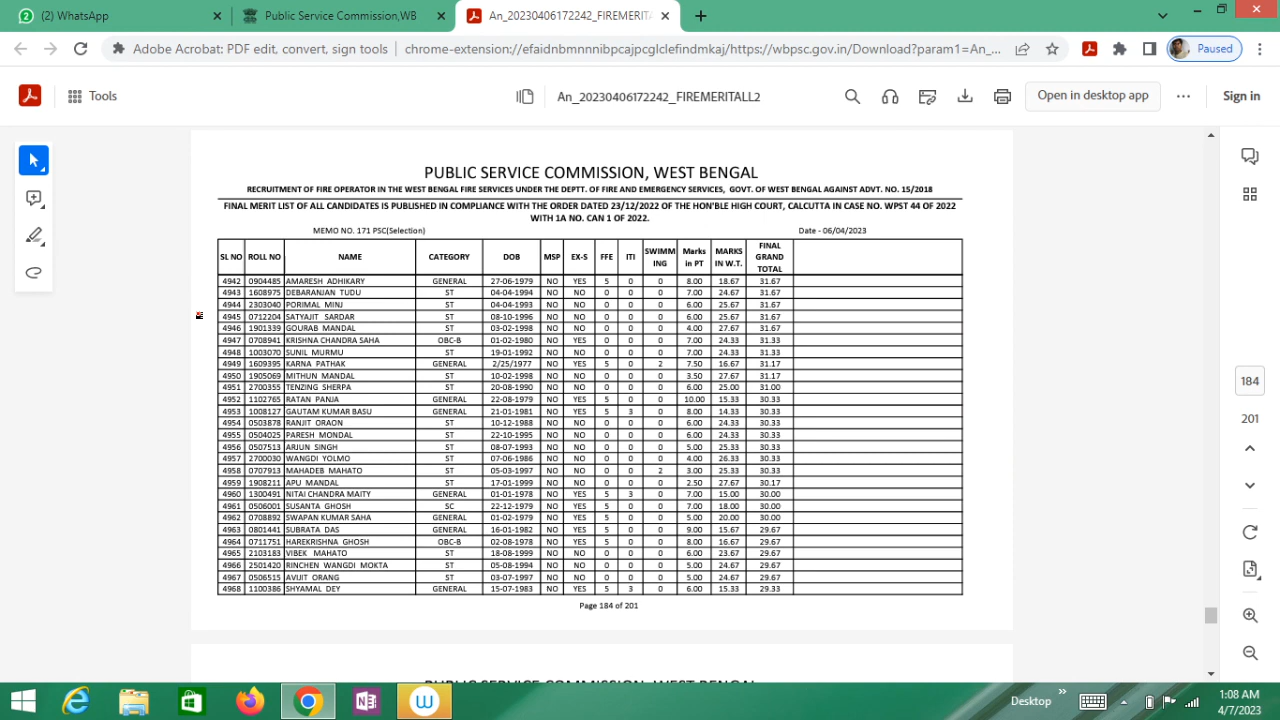 (2) WhatsApp
Public Service Commission,WB
An_20230406172242_FIREMERITA
Adobe Acrobat: PDF edit, convert, sign tools
chrome-extension://efaidnbmnnnibpcajpcglclefindmkaj/https://wbpsc.gov.in/Download?param1=An_...
Paused
Tools
An_20230406172242_FIREMERITALL2
Open in desktop app
Sign in
PUBLIC SERVICE COMMISSION, WEST BENGAL
RECRUITMENT OF FIRE OPERATOR IN THE WEST BENGAL FIRE SERVICES UNDER THE DEPTT. OF FIRE AND EMERGENCY SERVICES, GOVT. OF WEST BENGAL AGAINST ADVT. NO. 15/2018
FINAL MERIT LIST OF ALL CANDIDATES IS PUBLISHED IN COMPLIANCE WITH THE ORDER DATED 23/12/2022 OF THE HON'BLE HIGH COURT, CALCUTTA IN CASE NO. WPST 44 OF 2022
WITH 1A NO. CAN 1 OF 2022.
MEMO NO. 171 PSC(Selection) Date - 06/04/2023
SL NO ROLL NO NAME CATEGORY DOB MSP EX-S FFE ITI SWIMMING Marks in PT MARKS IN W.T. FINAL GRAND TOTAL
4942 0904485 AMARESH ADHIKARY GENERAL 27-06-1979 NO YES 5 0 0 8.00 18.67 31.67
4943 1608975 DEBARANJAN TUDU ST 04-04-1994 NO NO 0 0 0 7.00 24.67 31.67
4944 2303040 PORIMAL MINJ ST 04-04-1993 NO NO 0 0 0 6.00 25.67 31.67
4945 0712204 SATYAJIT SARDAR ST 08-10-1996 NO NO 0 0 0 6.00 25.67 31.67
4946 1901339 GOURAB MANDAL ST 03-02-1998 NO NO 0 0 0 4.00 27.67 31.67
4947 0708941 KRISHNA CHANDRA SAHA OBC-B 01-02-1980 NO YES 0 0 0 7.00 24.33 31.33
4948 1003070 SUNIL MURMU ST 19-01-1992 NO NO 0 0 0 7.00 24.33 31.33
4949 1609395 KARNA PATHAK GENERAL 2/25/1977 NO YES 5 0 2 7.50 16.67 31.17
4950 1905069 MITHUN MANDAL ST 10-02-1998 NO NO 0 0 0 3.50 27.67 31.17
4951 2700355 TENZING SHERPA ST 20-08-1990 NO NO 0 0 0 6.00 25.00 31.00
4952 1102765 RATAN PANJA GENERAL 22-08-1979 NO YES 5 0 0 10.00 15.33 30.33
4953 1008127 GAUTAM KUMAR BASU GENERAL 21-01-1981 NO YES 5 3 0 8.00 14.33 30.33
4954 0503878 RANJIT ORAON ST 10-12-1988 NO NO 0 0 0 6.00 24.33 30.33
4955 0504025 PARESH MONDAL ST 22-10-1995 NO NO 0 0 0 6.00 24.33 30.33
4956 0507513 ARJUN SINGH ST 08-07-1993 NO NO 0 0 0 5.00 25.33 30.33
4957 2700030 WANGDI YOLMO ST 07-06-1986 NO NO 0 0 0 4.00 26.33 30.33
4958 0707913 MAHADEB MAHATO ST 05-03-1997 NO NO 0 0 2 3.00 25.33 30.33
4959 1908211 APU MANDAL ST 17-01-1999 NO NO 0 0 0 2.50 27.67 30.17
4960 1300491 NITAI CHANDRA MAITY GENERAL 01-01-1978 NO YES 5 3 0 7.00 15.00 30.00
4961 0506001 SUSANTA GHOSH SC 22-12-1979 NO YES 5 0 0 7.00 18.00 30.00
4962 0708892 SWAPAN KUMAR SAHA GENERAL 01-02-1979 NO YES 5 0 0 5.00 20.00 30.00
4963 0801441 SUBRATA DAS GENERAL 16-01-1982 NO YES 5 0 0 9.00 15.67 29.67
4964 0711751 HAREKRISHNA GHOSH OBC-B 02-08-1978 NO YES 5 0 0 8.00 16.67 29.67
4965 2103183 VIBEK MAHATO ST 18-08-1999 NO NO 0 0 0 6.00 23.67 29.67
4966 2501420 RINCHEN WANGDI MOKTA ST 05-08-1994 NO NO 0 0 0 5.00 24.67 29.67
4967 0506515 AVIJIT ORANG ST 03-07-1997 NO NO 0 0 0 5.00 24.67 29.67
4968 1100386 SHYAMAL DEY GENERAL 15-07-1983 NO YES 5 3 0 6.00 15.33 29.33
Page 184 of 201
184
201
Desktop
1:08 AM
4/7/2023